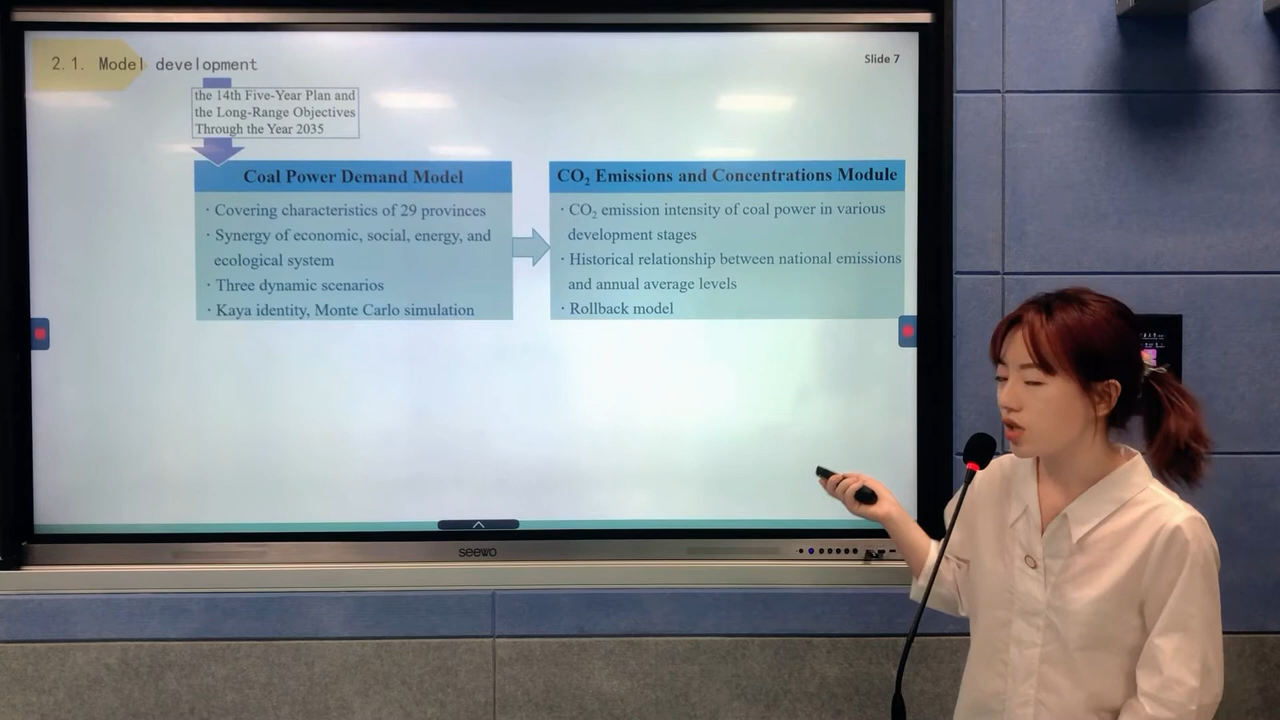 2.1. Model development
Slide 7
the 14th Five-Year Plan and
the Long-Range Objectives
Through the Year 2035
Coal Power Demand Model
· Covering characteristics of 29 provinces
· Synergy of economic, social, energy, and
ecological system
· Three dynamic scenarios
· Kaya identity, Monte Carlo simulation
CO₂ Emissions and Concentrations Module
· CO₂ emission intensity of coal power in various
development stages
· Historical relationship between national emissions
and annual average levels
· Rollback model
seewo